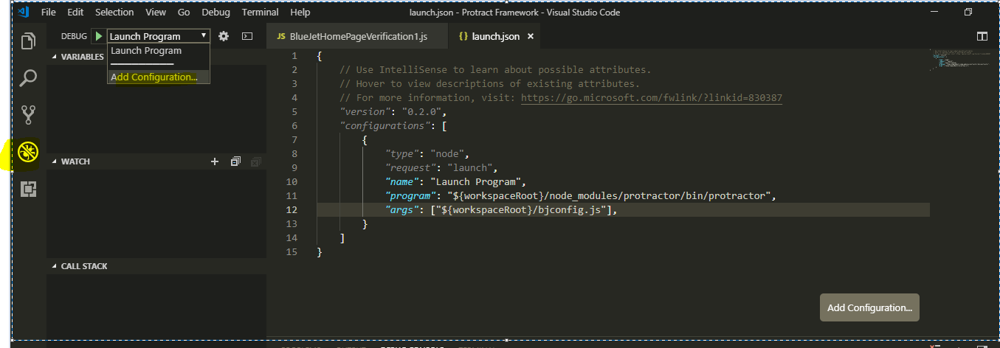 File Edit Selection View Go Debug Terminal Help
launch.json - Protract Framework - Visual Studio Code
DEBUG Launch Program
Launch Program
Add Configuration...
VARIABLES
WATCH
CALL STACK
JS BlueJetHomePageVerification1.js
{} launch.json ×
1 {
2 // Use IntelliSense to learn about possible attributes.
3 // Hover to view descriptions of existing attributes.
4 // For more information, visit: https://go.microsoft.com/fwlink/?linkid=830387
5 "version": "0.2.0",
6 "configurations": [
7 {
8 "type": "node",
9 "request": "launch",
10 "name": "Launch Program",
11 "program": "${workspaceRoot}/node_modules/protractor/bin/protractor",
12 "args": ["${workspaceRoot}/bjconfig.js"],
13 }
14 ]
15 }
Add Configuration...